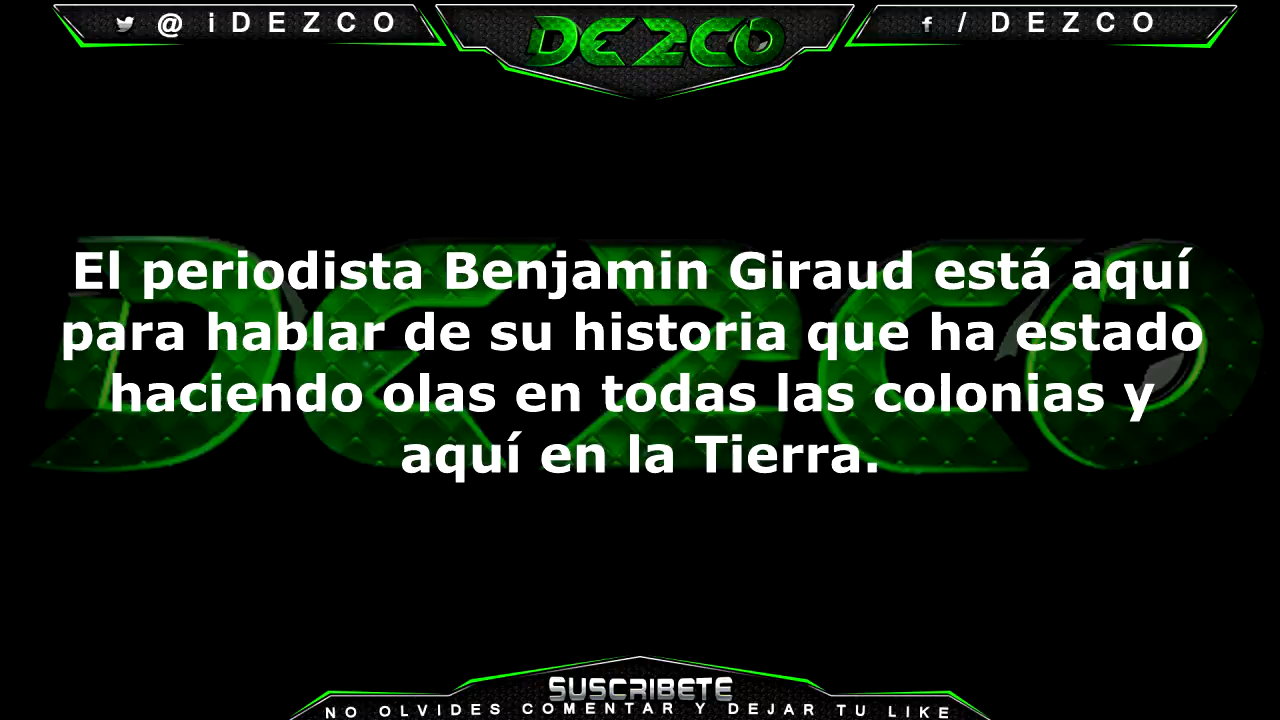 @iDEZCO
DEZCO
f / DEZCO
El periodista Benjamin Giraud está aquí
para hablar de su historia que ha estado
haciendo olas en todas las colonias y
aquí en la Tierra.
DEZCO
SUSCRIBETE
NO OLVIDES COMENTAR Y DEJAR TU LIKE